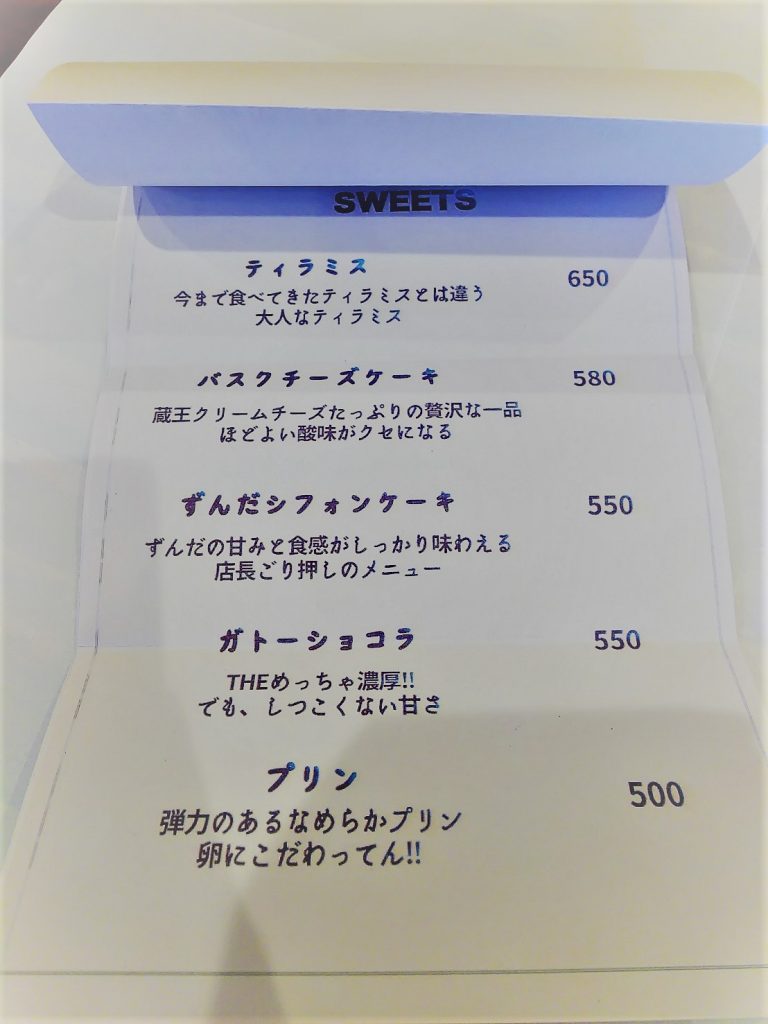 SWEETS
ティラミス 650
今まで食べてきたティラミスとは違う
大人なティラミス
バスクチーズケーキ 580
蔵王クリームチーズたっぷりの贅沢な一品
ほどよい酸味がクセになる
ずんだシフォンケーキ 550
ずんだの甘みと食感がしっかり味わえる
店長ごり押しのメニュー
ガトーショコラ 550
THEめっちゃ濃厚!!
でも、しつこくない甘さ
プリン 500
弾力のあるなめらかプリン
卵にこだわってん!!